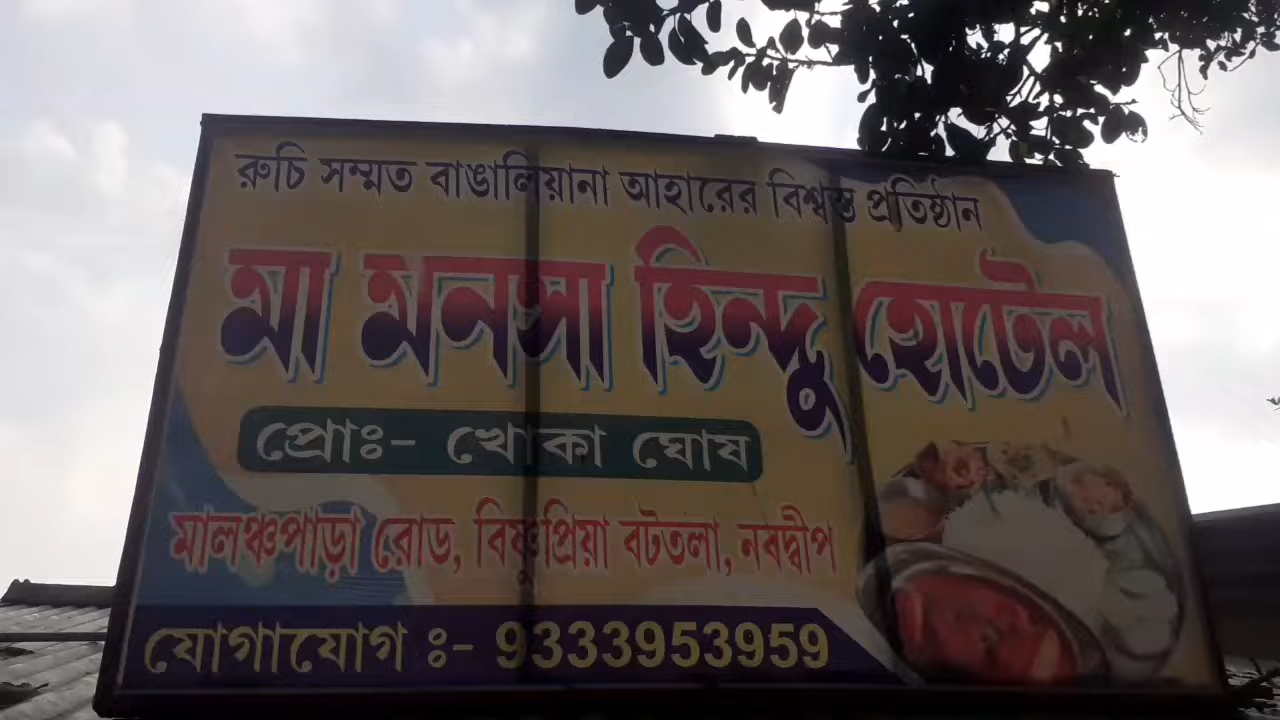 রুচি সম্মত বাঙালিয়ানা আহারের বিশ্বস্ত প্রতিষ্ঠান
মা মনসা হিন্দু হোটেল
প্রোঃ- খোকা ঘোষ
মালঞ্চপাড়া রোড, বিষ্ণুপ্রিয়া বটতলা, নবদ্বীপ
যোগাযোগ ঃ- 9333953959